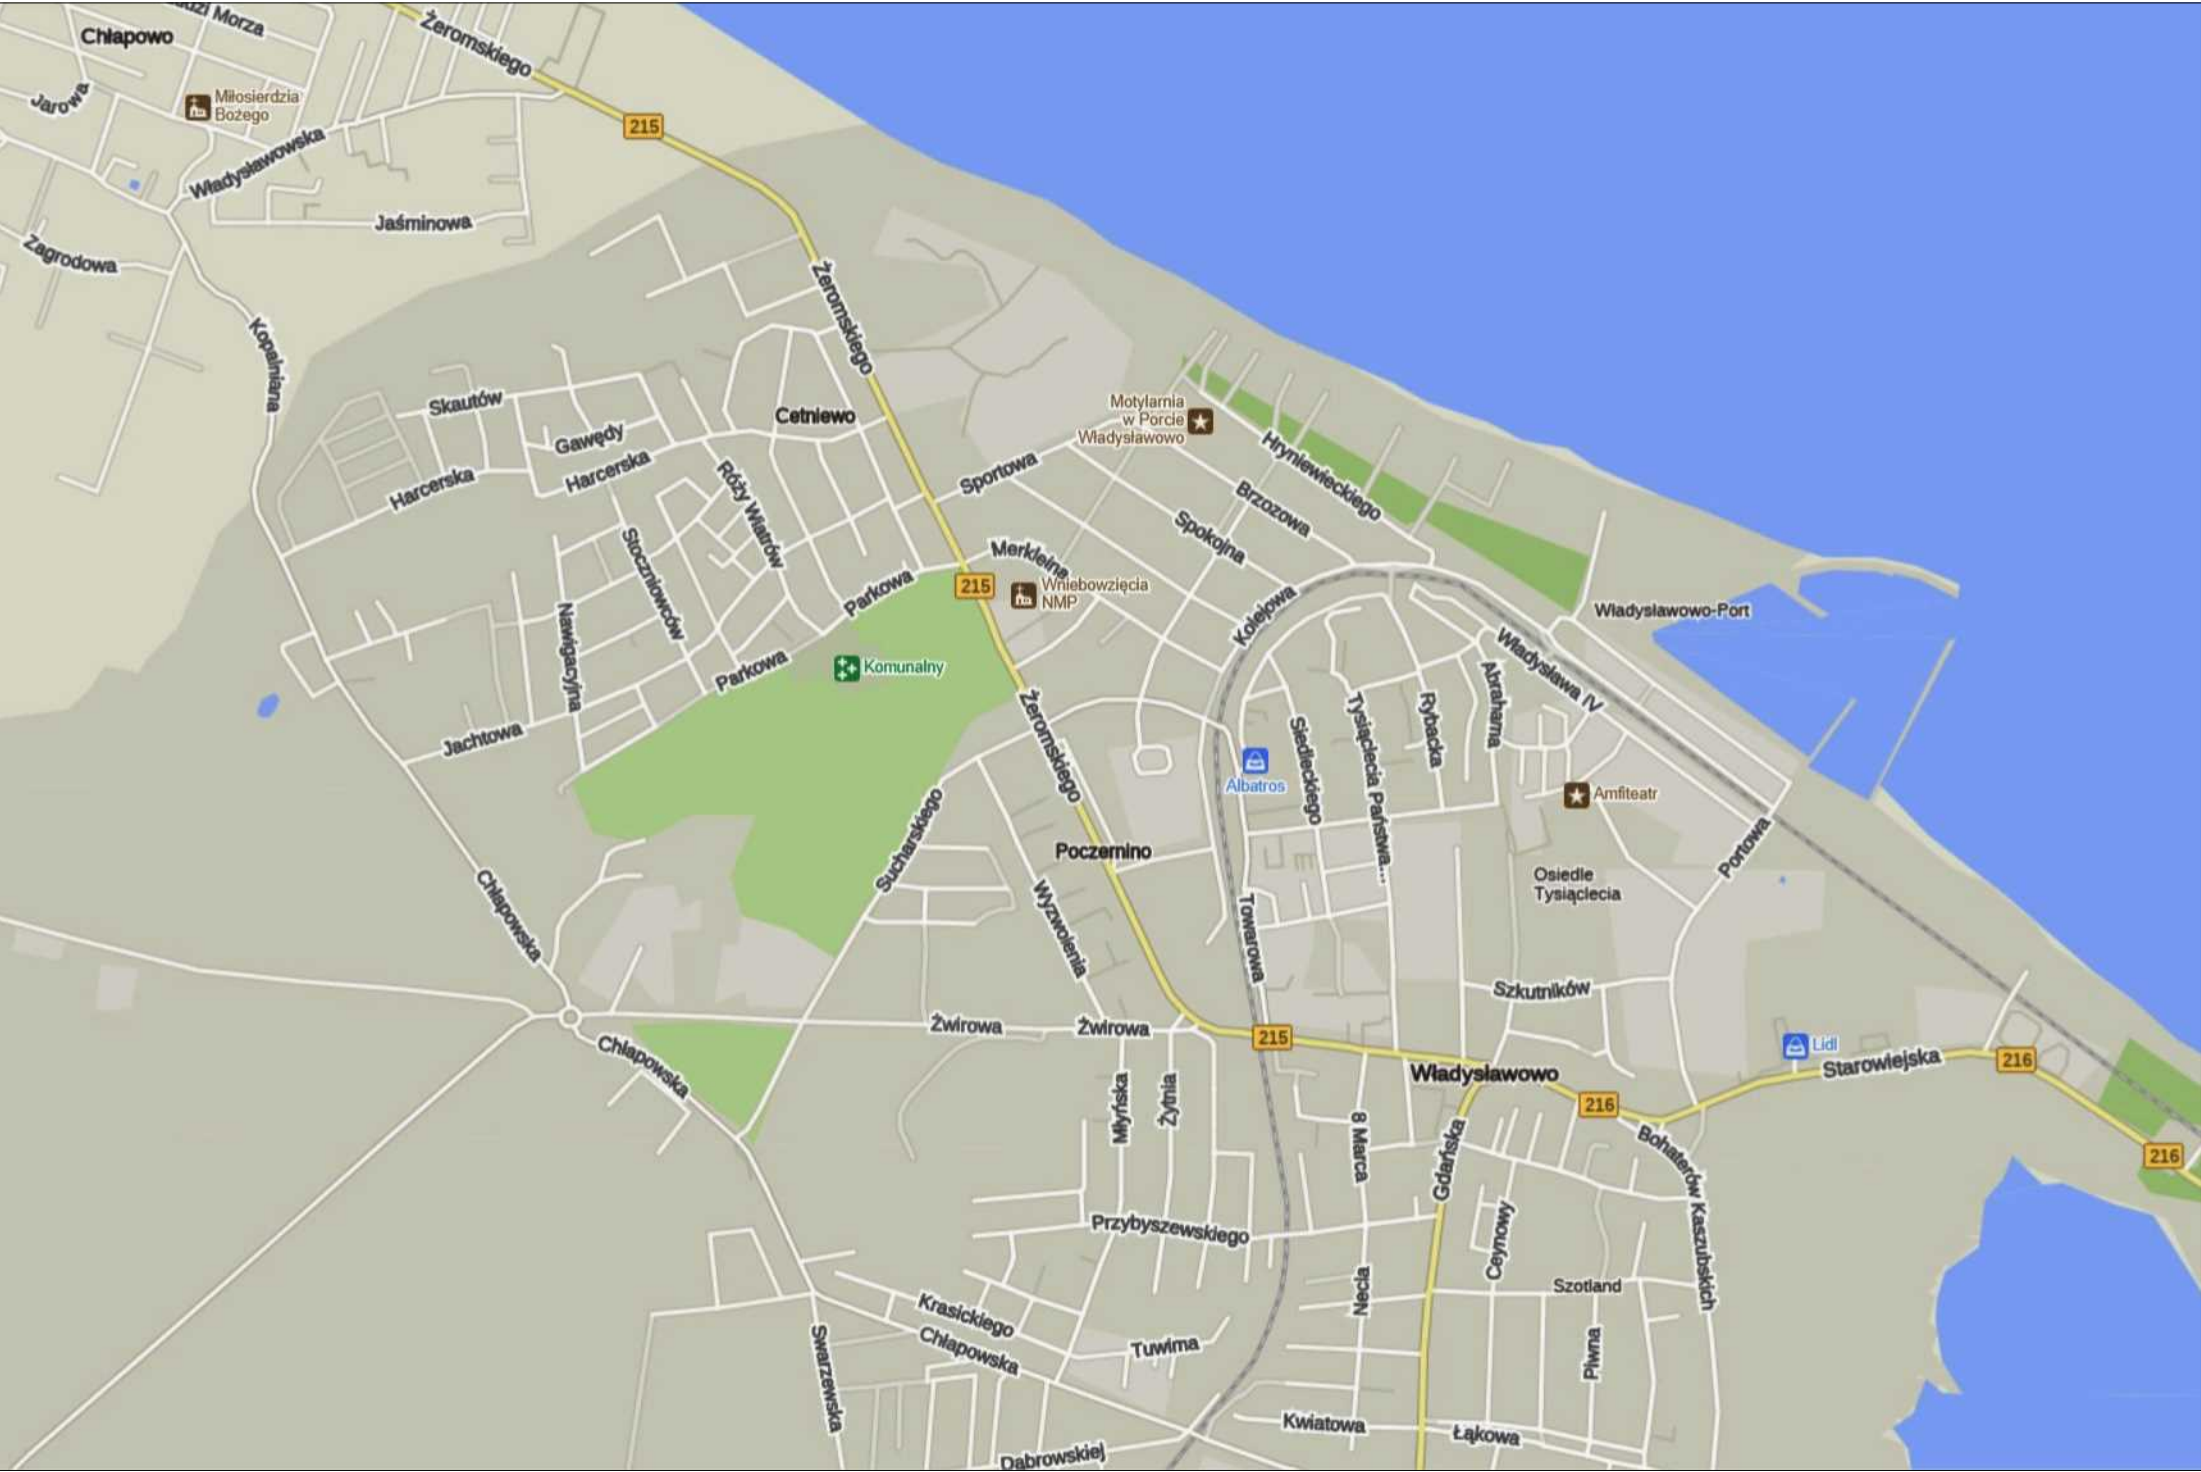 udzi Morza
Chłapowo
Żeromskiego
Jarowa
Miłosierdzia
Bożego
215
Władysławowska
Jaśminowa
Zagrodowa
Kopalniana
Żeromskiego
Skautów
Cetniewo
Motylarnia
w Porcie
Władysławowo
Gawędy
Harcerska
Harcerska
Sportowa
Hryniewieckiego
Róży Wiatrów
Brzozowa
Spokojna
Stoczniowców
Merkleina
Parkowa
215
Wniebowzięcia
NMP
Kolejowa
Władysławowo-Port
Nawigacyjna
Parkowa
Komunalny
Władysława IV
Abrahama
Jachtowa
Żeromskiego
Siedleckiego
Tysiąclecia Państwa...
Rybacka
Albatros
Amfiteatr
Sucharskiego
Poczernino
Portowa
Osiedle
Tysiąclecia
Chłapowska
Wyzwolenia
Towarowa
Szkutników
Żwirowa
Żwirowa
215
Chłapowska
Władysławowo
Lidl
Starowiejska
216
216
Młyńska
Żytnia
8 Marca
Gdańska
Bohaterów Kaszubskich
216
Przybyszewskiego
Ceynowy
Necla
Szotland
Krasickiego
Chłapowska
Tuwima
Swarzewska
Piwna
Kwiatowa
Łąkowa
Dąbrowskiej